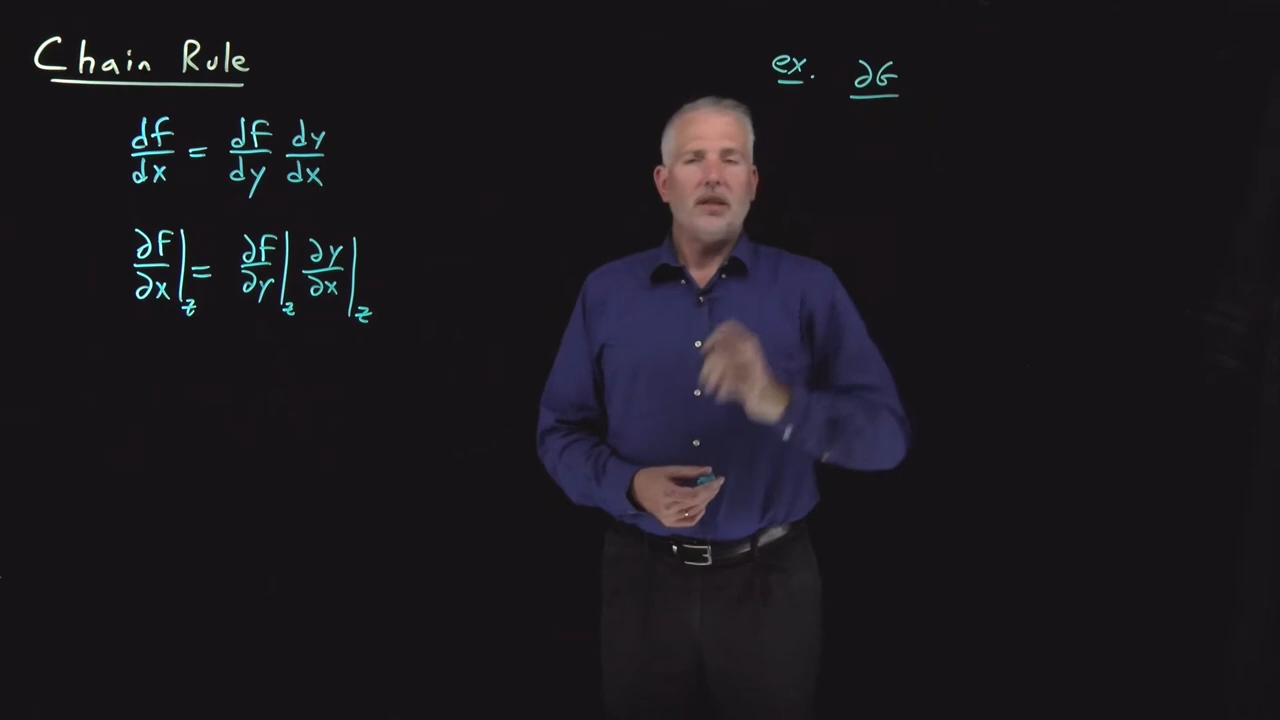 Chain Rule
ex. ∂G
df/dx = df/dy dy/dx
∂f/∂x|z = ∂f/∂y|z ∂y/∂x|z